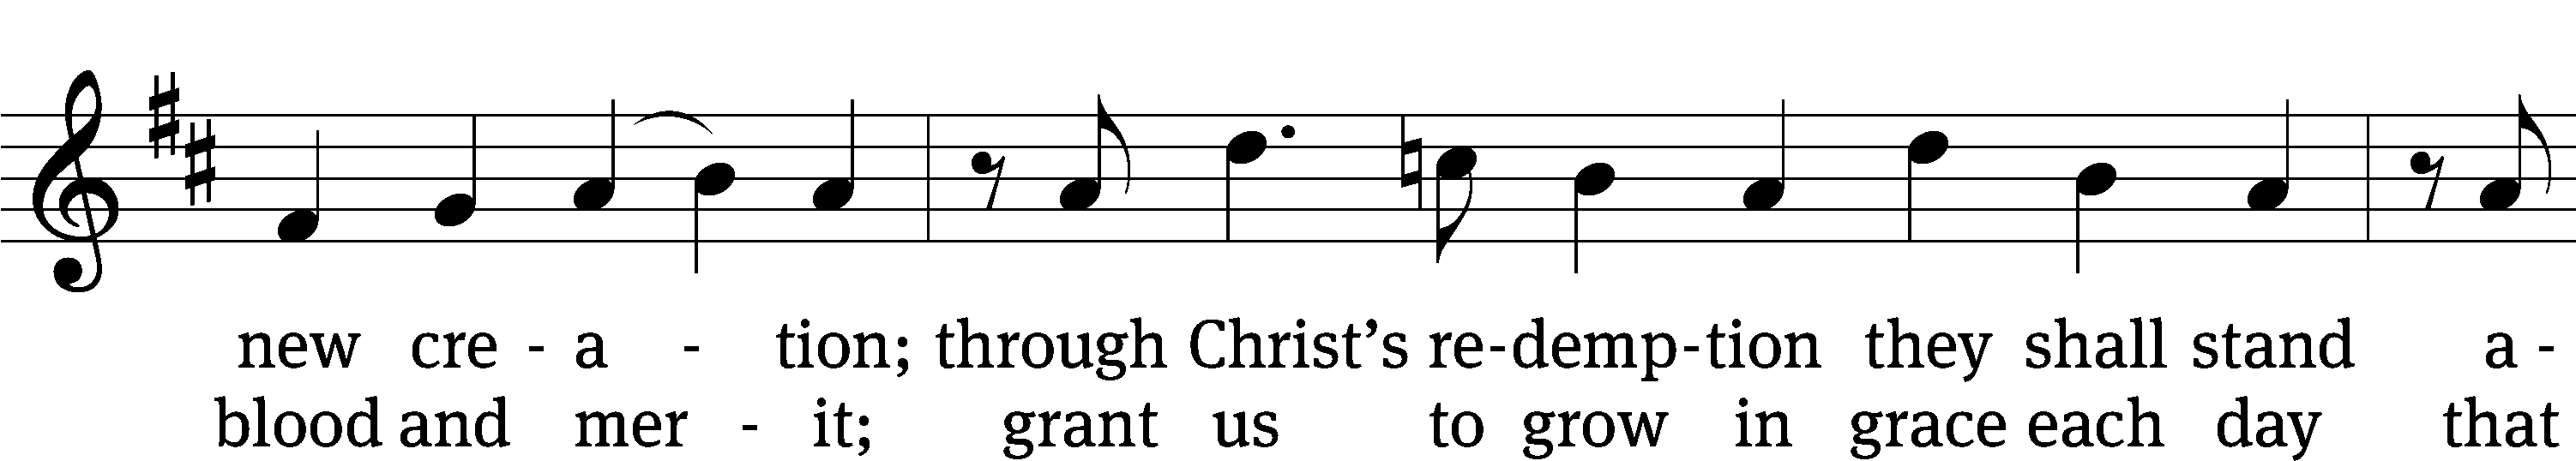 new cre - a - tion; through Christ’s re-demp-tion they shall stand a -
blood and mer - it; grant us to grow in grace each day that